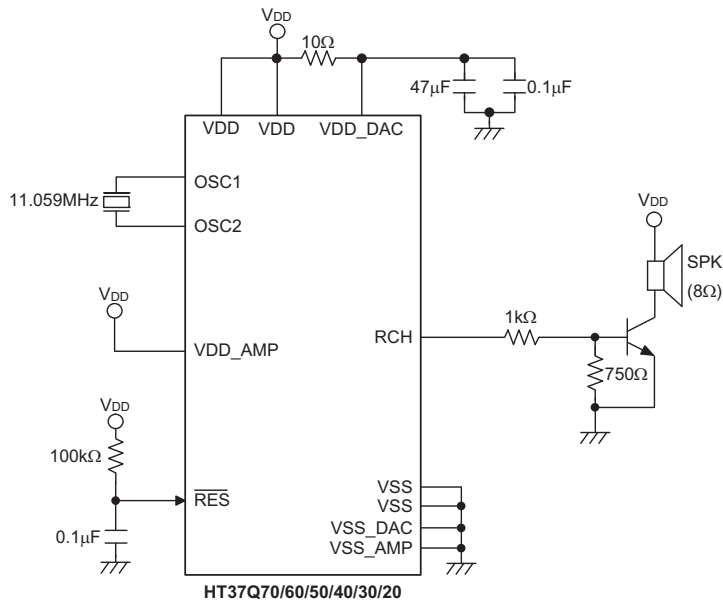 VDD
10Ω
47μF
0.1μF
VDD
VDD
VDD_DAC
OSC1
11.059MHz
OSC2
VDD
SPK
(8Ω)
VDD
1kΩ
RCH
VDD_AMP
750Ω
VDD
100kΩ
RES
VSS
VSS
VSS_DAC
VSS_AMP
0.1μF
HT37Q70/60/50/40/30/20